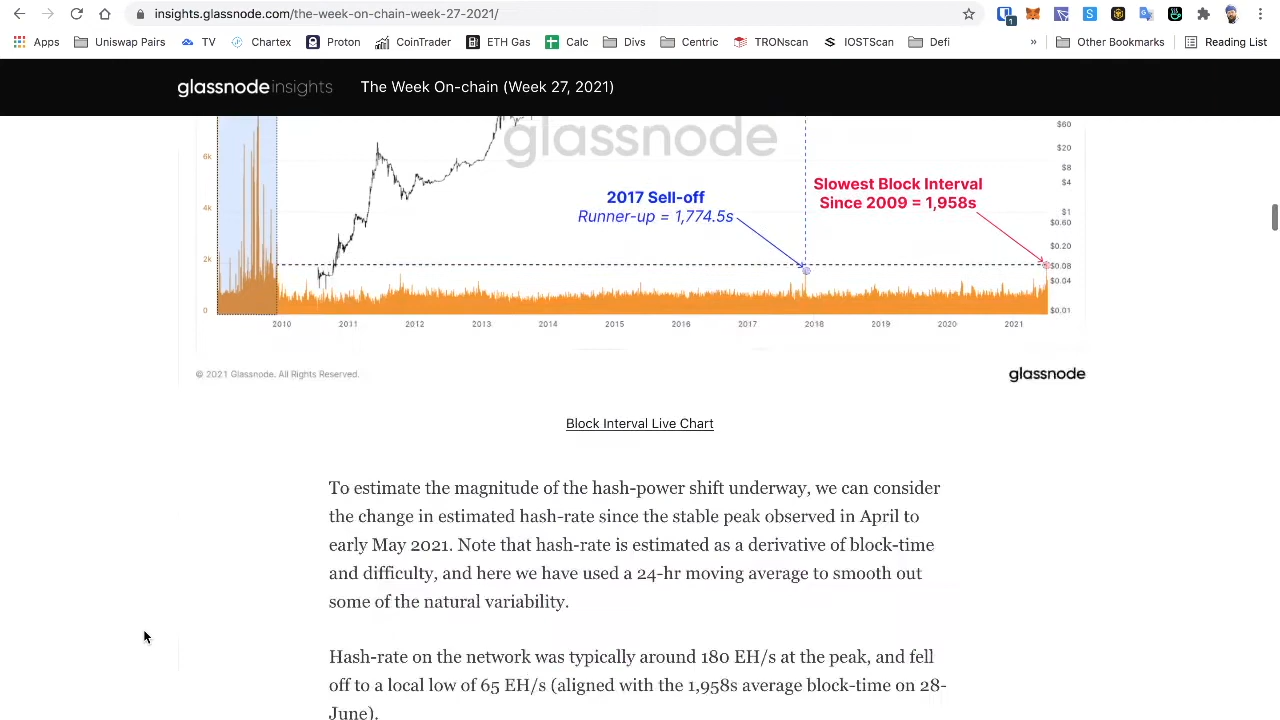 insights.glassnode.com/the-week-on-chain-week-27-2021/
1
Apps Uniswap Pairs TV Chartex Proton CoinTrader ETH Gas Calc Divs Centric TRONscan IOSTScan Defi » Other Bookmarks Reading List
glassnode insights The Week On-chain (Week 27, 2021)
glassnode
$60
6k
$20
$8
$4
2017 Sell-off
Runner-up = 1,774.5s
Slowest Block Interval
Since 2009 = 1,958s
4k
$1
$0.60
$0.20
2k
$0.08
$0.04
0
$0.01
2010 2011 2012 2013 2014 2015 2016 2017 2018 2019 2020 2021
© 2021 Glassnode. All Rights Reserved.
glassnode
Block Interval Live Chart
To estimate the magnitude of the hash-power shift underway, we can consider
the change in estimated hash-rate since the stable peak observed in April to
early May 2021. Note that hash-rate is estimated as a derivative of block-time
and difficulty, and here we have used a 24-hr moving average to smooth out
some of the natural variability.
Hash-rate on the network was typically around 180 EH/s at the peak, and fell
off to a local low of 65 EH/s (aligned with the 1,958s average block-time on 28-
June).